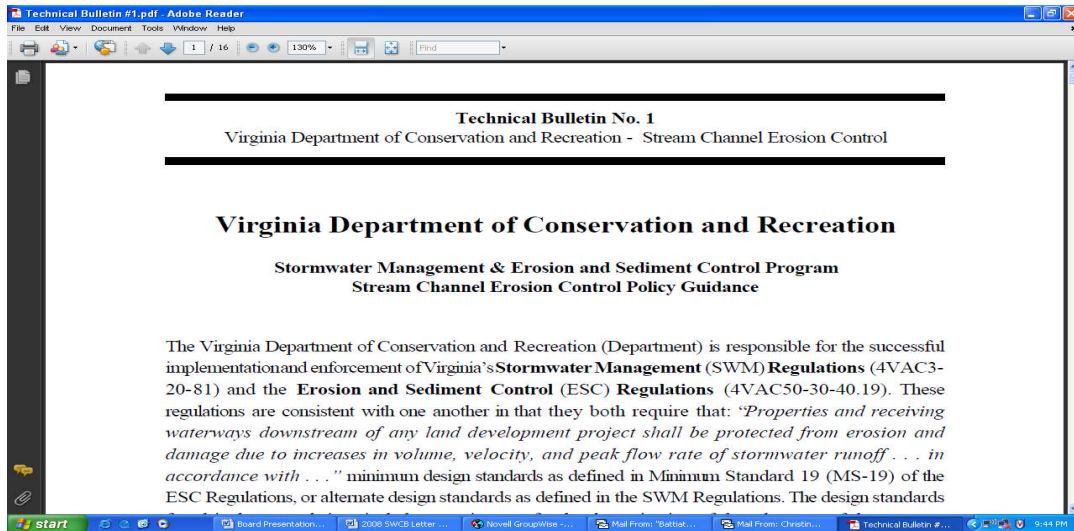 Technical Bulletin #1.pdf - Adobe Reader
File Edit View Document Tools Window Help
1 / 16 130% Find
Technical Bulletin No. 1
Virginia Department of Conservation and Recreation - Stream Channel Erosion Control
Virginia Department of Conservation and Recreation
Stormwater Management & Erosion and Sediment Control Program
Stream Channel Erosion Control Policy Guidance
The Virginia Department of Conservation and Recreation (Department) is responsible for the successful
implementationand enforcement ofVirginia's Stormwater Management (SWM) Regulations (4VAC3-
20-81) and the Erosion and Sediment Control (ESC) Regulations (4VAC50-30-40.19). These
regulations are consistent with one another in that they both require that: "Properties and receiving
waterways downstream of any land development project shall be protected from erosion and
damage due to increases in volume, velocity, and peak flow rate of stormwater runoff . . . in
accordance with . . ." minimum design standards as defined in Minimum Standard 19 (MS-19) of the
ESC Regulations, or alternate design standards as defined in the SWM Regulations. The design standards
start Board Presentation... 2008 SWCB Letter ... Novell GroupWise -... Mail From: "Battiat... Mail From: Christin... Technical Bulletin #... 9:44 PM